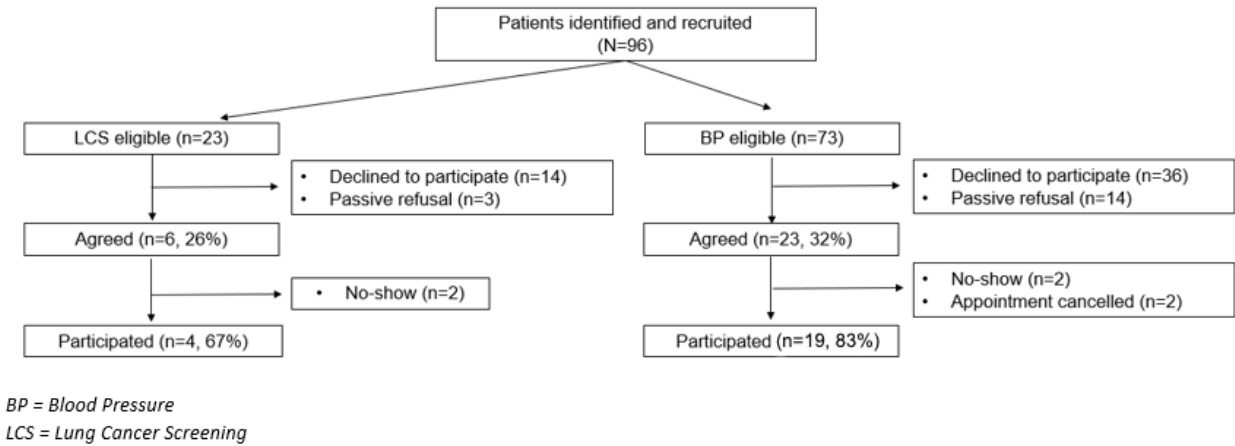 Patients identified and recruited
(N=96)
LCS eligible (n=23)
BP eligible (n=73)
• Declined to participate (n=14)
• Passive refusal (n=3)
• Declined to participate (n=36)
• Passive refusal (n=14)
Agreed (n=6, 26%)
Agreed (n=23, 32%)
• No-show (n=2)
• No-show (n=2)
• Appointment cancelled (n=2)
Participated (n=4, 67%)
Participated (n=19, 83%)
BP = Blood Pressure
LCS = Lung Cancer Screening